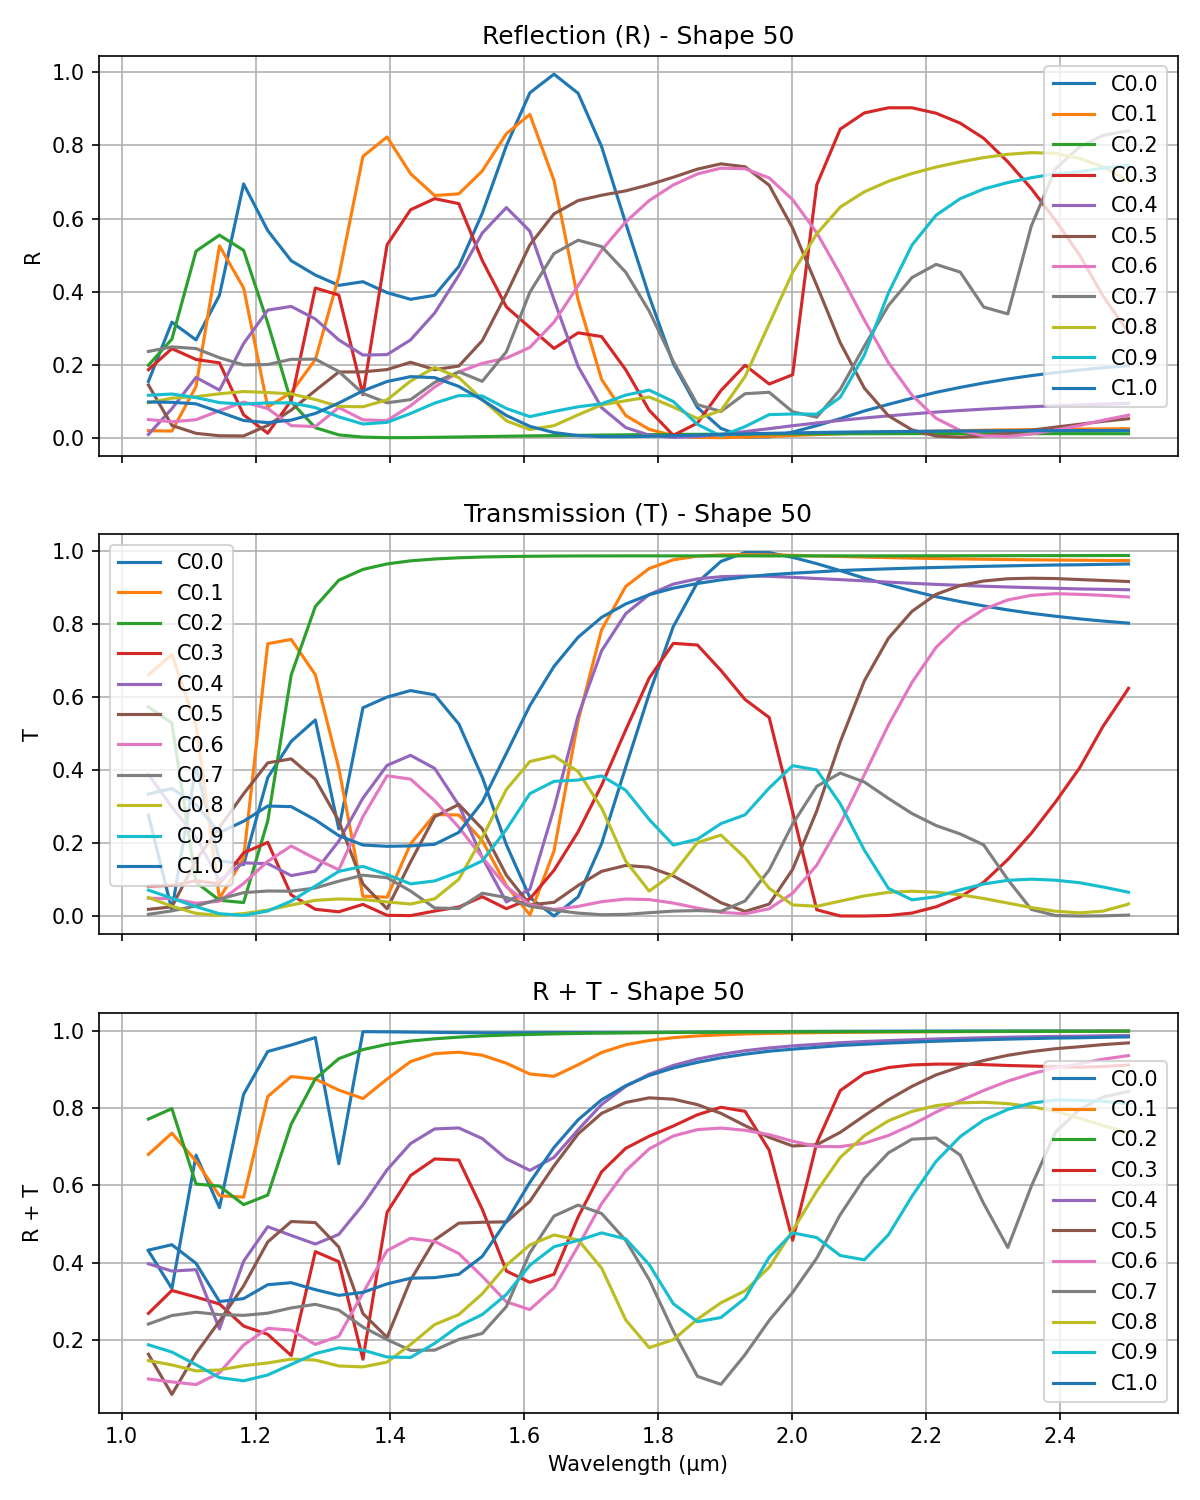 Reflection (R) - Shape 50
1.0
0.8
0.6
0.4
0.2
0.0
R
C0.0
C0.1
C0.2
C0.3
C0.4
C0.5
C0.6
C0.7
C0.8
C0.9
C1.0
Transmission (T) - Shape 50
1.0
0.8
0.6
0.4
0.2
0.0
T
C0.0
C0.1
C0.2
C0.3
C0.4
C0.5
C0.6
C0.7
C0.8
C0.9
C1.0
R + T - Shape 50
1.0
0.8
0.6
0.4
0.2
R + T
C0.0
C0.1
C0.2
C0.3
C0.4
C0.5
C0.6
C0.7
C0.8
C0.9
C1.0
1.0 1.2 1.4 1.6 1.8 2.0 2.2 2.4
Wavelength (μm)